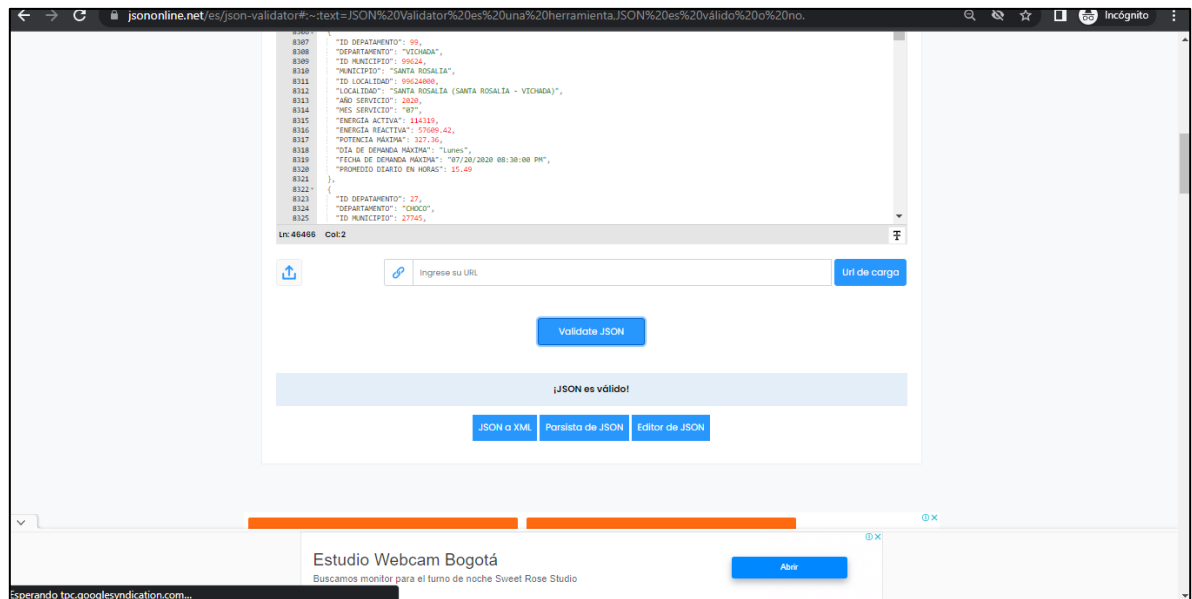 jsononline.net/es/json-validator#:~:text=JSON%20Validator%20es%20una%20herramienta,JSON%20es%20válido%20o%20no.
Incógnito
8306 {
8307 "ID DEPATAMENTO": 99,
8308 "DEPARTAMENTO": "VICHADA",
8309 "ID MUNICIPIO": 99624,
8310 "MUNICIPIO": "SANTA ROSALIA",
8311 "ID LOCALIDAD": 99624000,
8312 "LOCALIDAD": "SANTA ROSALÍA (SANTA ROSALÍA - VICHADA)",
8313 "AÑO SERVICIO": 2020,
8314 "MES SERVICIO": "07",
8315 "ENERGÍA ACTIVA": 114319,
8316 "ENERGÍA REACTIVA": 57609.42,
8317 "POTENCIA MÁXIMA": 327.36,
8318 "DÍA DE DEMANDA MÁXIMA": "Lunes",
8319 "FECHA DE DEMANDA MÁXIMA": "07/20/2020 08:30:00 PM",
8320 "PROMEDIO DIARIO EN HORAS": 15.49
8321 },
8322 {
8323 "ID DEPATAMENTO": 27,
8324 "DEPARTAMENTO": "CHOCO",
8325 "ID MUNICIPIO": 27745,
Ln: 46466 Col: 2
Ingrese su URL
Url de carga
Validate JSON
¡JSON es válido!
JSON a XML Parsista de JSON Editor de JSON
Estudio Webcam Bogotá
Buscamos monitor para el turno de noche Sweet Rose Studio
Abrir
Esperando tpc.googlesyndication.com...